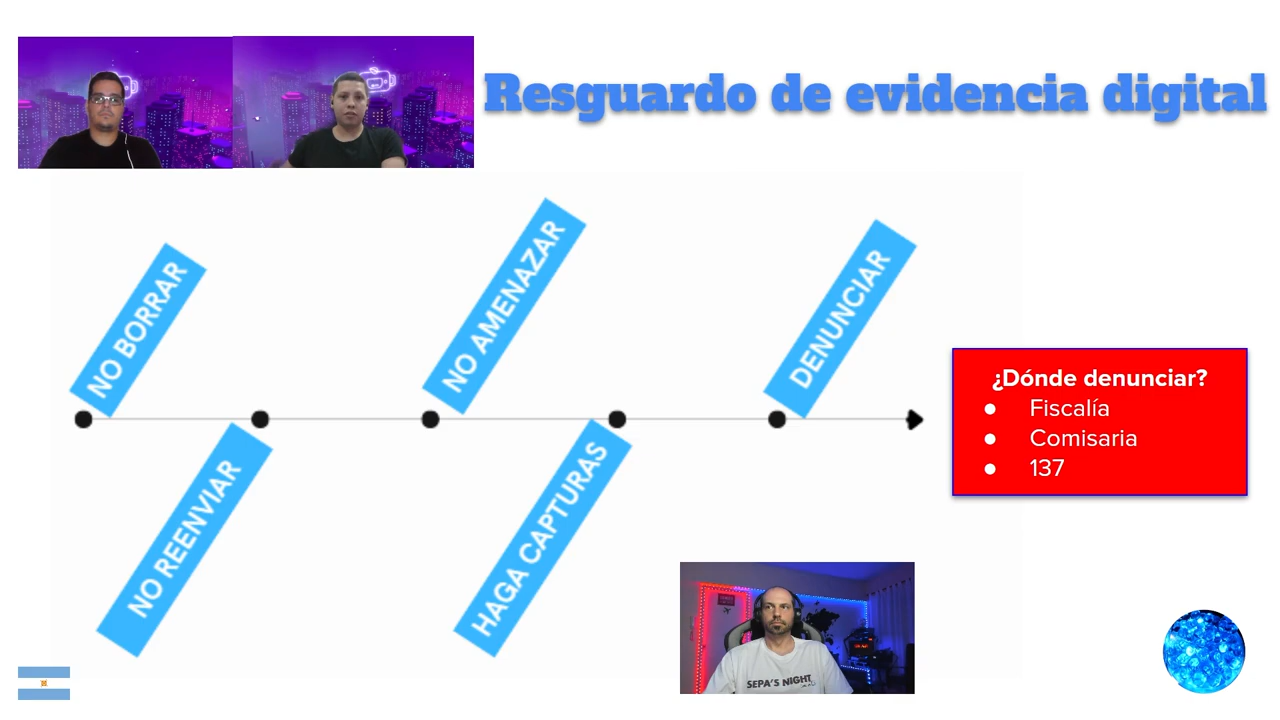 Resguardo de evidencia digital
NO BORRAR
NO REENVIAR
NO AMENAZAR
HAGA CAPTURAS
DENUNCIAR
¿Dónde denunciar?
● Fiscalía
● Comisaria
● 137
SEPA'S NIGHT